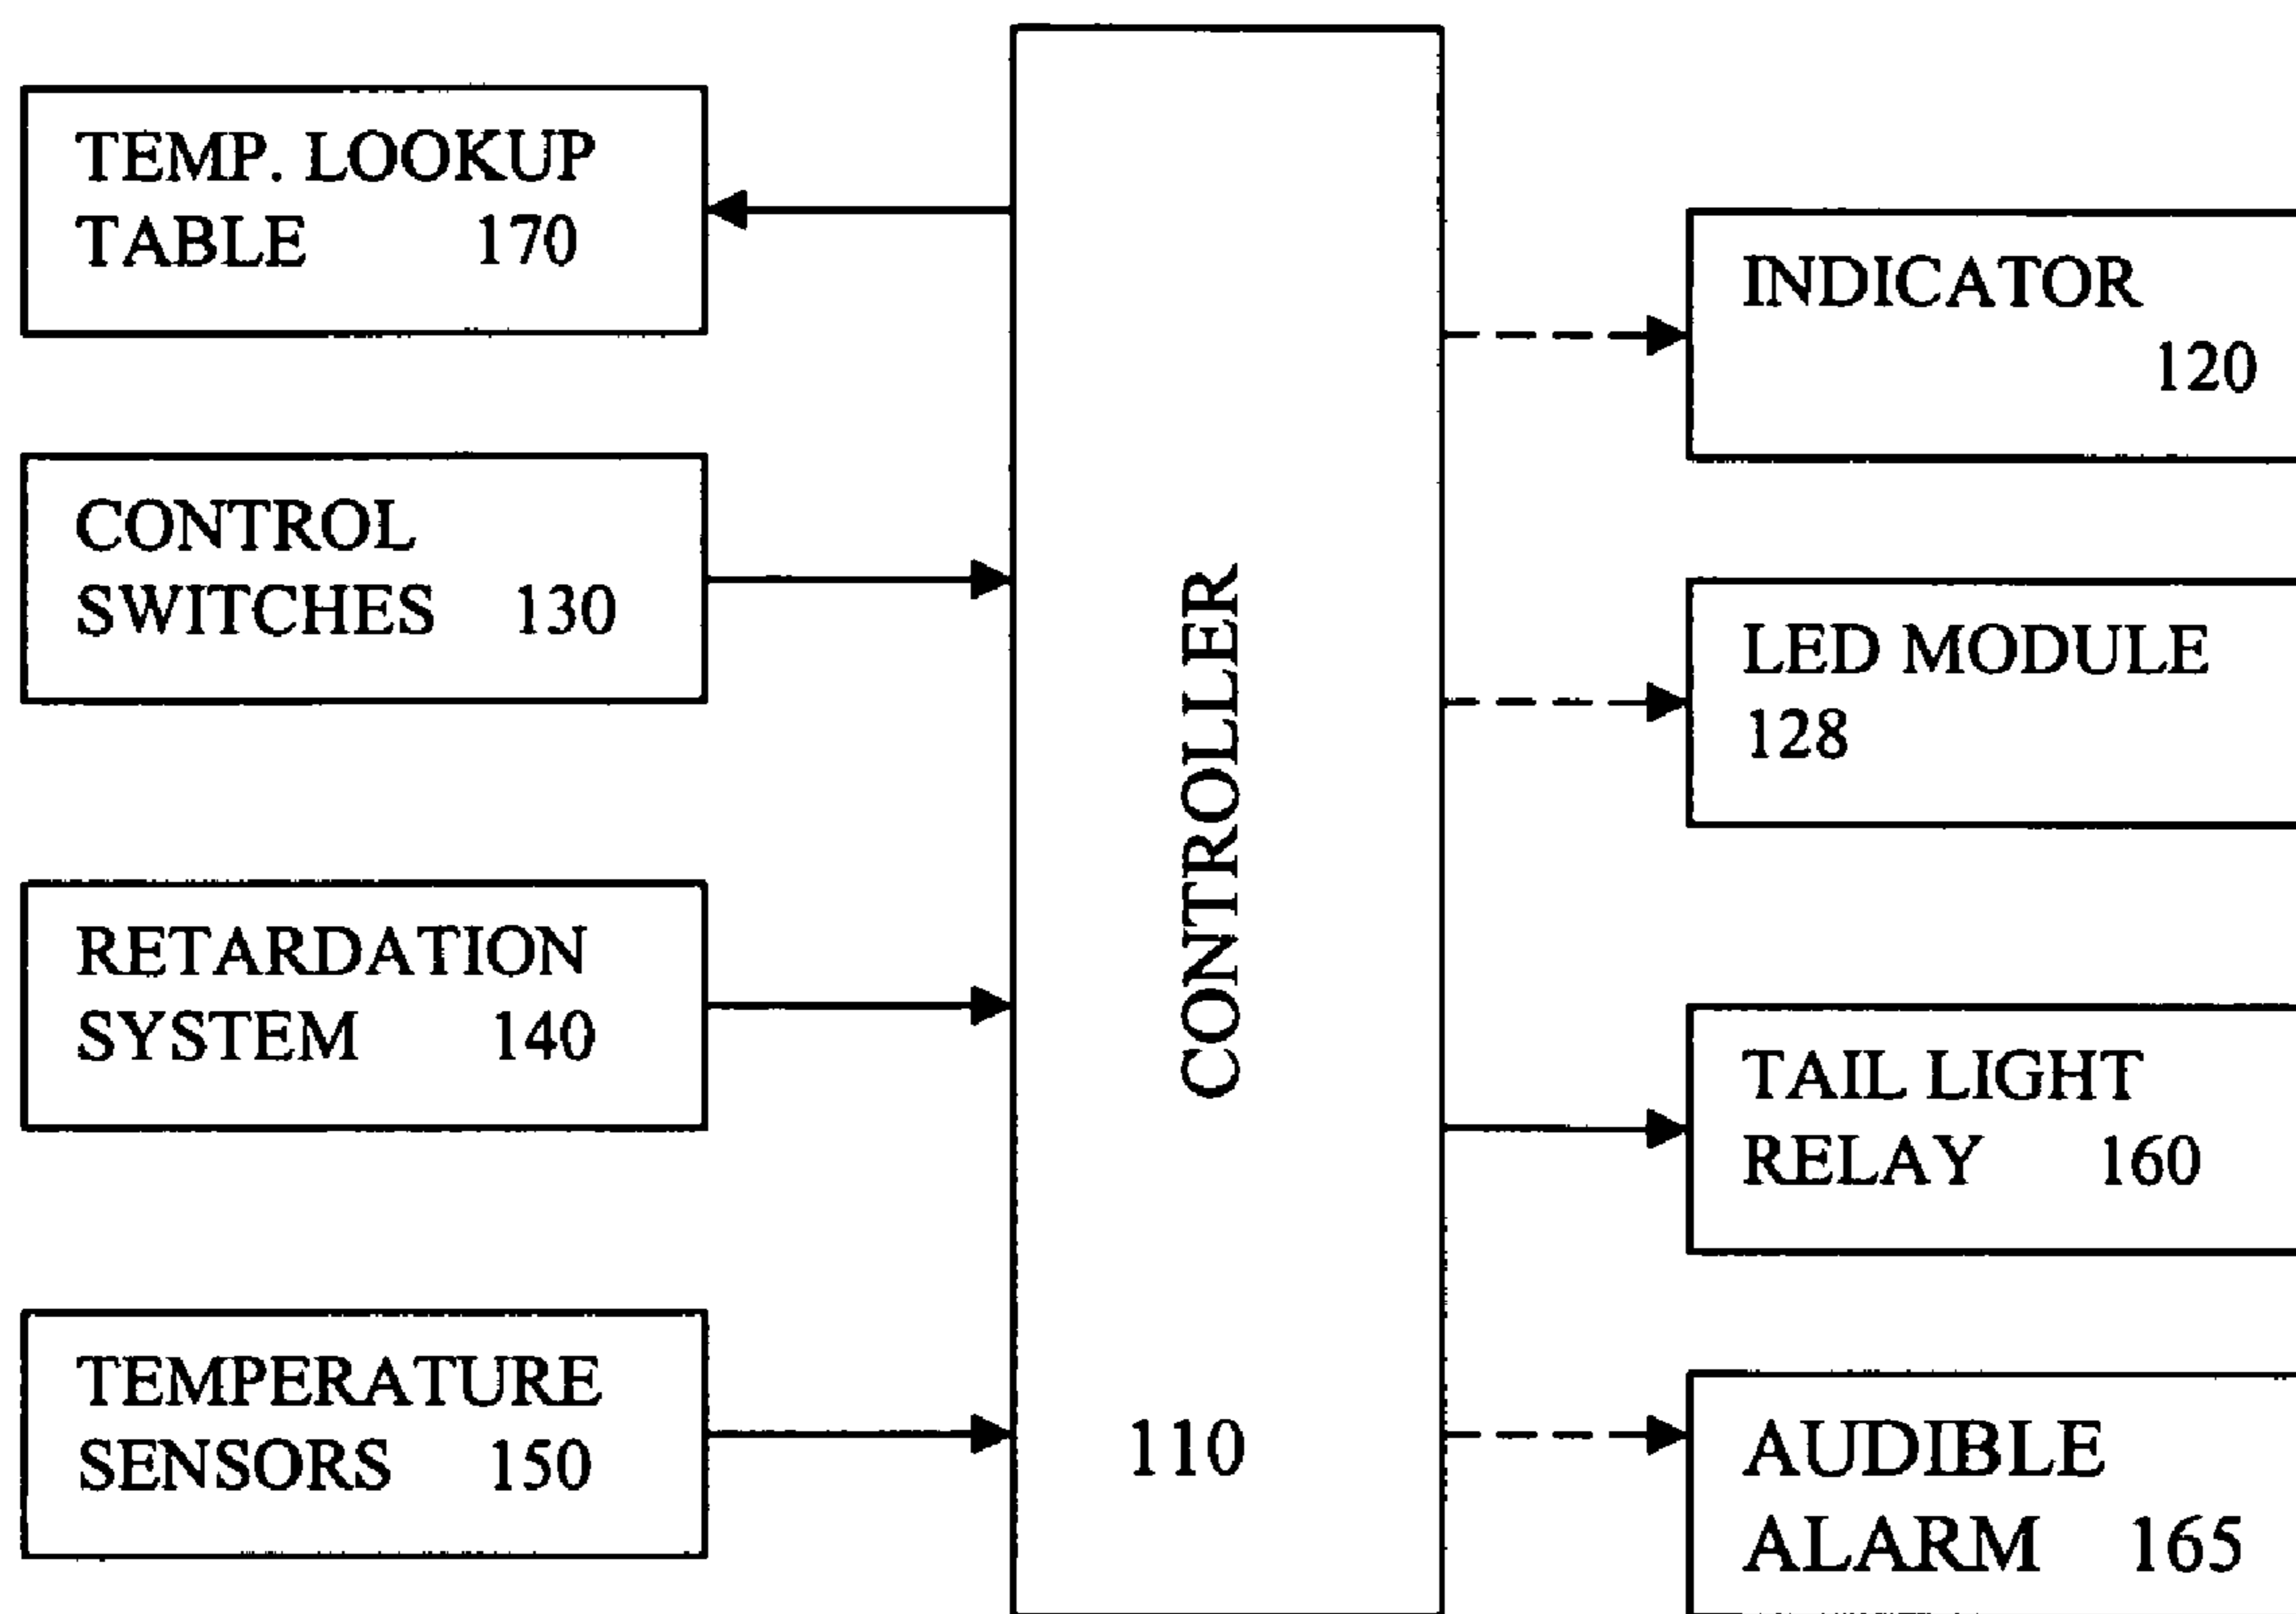 TEMP. LOOKUP
TABLE 170
CONTROL
SWITCHES 130
RETARDATION
SYSTEM 140
TEMPERATURE
SENSORS 150
CONTROLLER
110
INDICATOR
120
LED MODULE
128
TAIL LIGHT
RELAY 160
AUDIBLE
ALARM 165